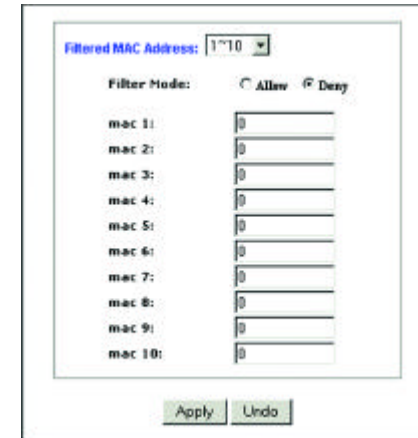 Filtered MAC Address: 1~10
Filter Mode: Allow Deny
mac 1: 0
mac 2: 0
mac 3: 0
mac 4: 0
mac 5: 0
mac 6: 0
mac 7: 0
mac 8: 0
mac 9: 0
mac 10: 0
Apply Undo